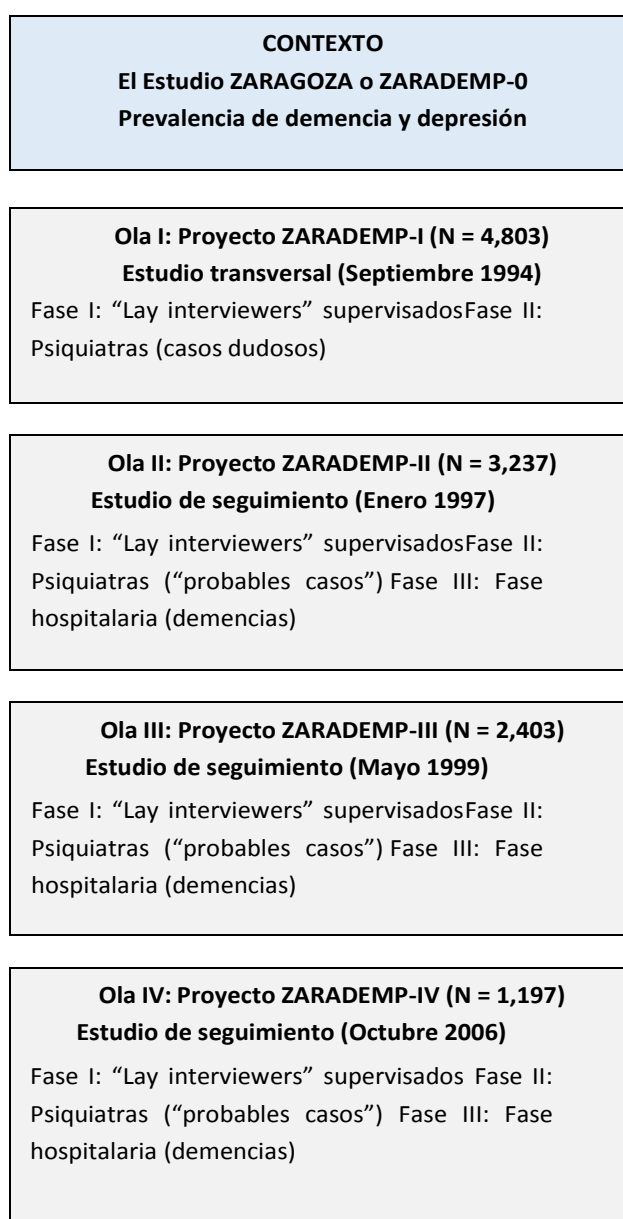 CONTEXTO
El Estudio ZARAGOZA o ZARADEMP-0
Prevalencia de demencia y depresión
Ola I: Proyecto ZARADEMP-I (N = 4,803)
Estudio transversal (Septiembre 1994)
Fase I: “Lay interviewers” supervisadosFase II:
Psiquiatras (casos dudosos)
Ola II: Proyecto ZARADEMP-II (N = 3,237)
Estudio de seguimiento (Enero 1997)
Fase I: “Lay interviewers” supervisadosFase II:
Psiquiatras (“probables casos”) Fase III: Fase
hospitalaria (demencias)
Ola III: Proyecto ZARADEMP-III (N = 2,403)
Estudio de seguimiento (Mayo 1999)
Fase I: “Lay interviewers” supervisadosFase II:
Psiquiatras (“probables casos”) Fase III: Fase
hospitalaria (demencias)
Ola IV: Proyecto ZARADEMP-IV (N = 1,197)
Estudio de seguimiento (Octubre 2006)
Fase I: “Lay interviewers” supervisados Fase II:
Psiquiatras (“probables casos”) Fase III: Fase
hospitalaria (demencias)